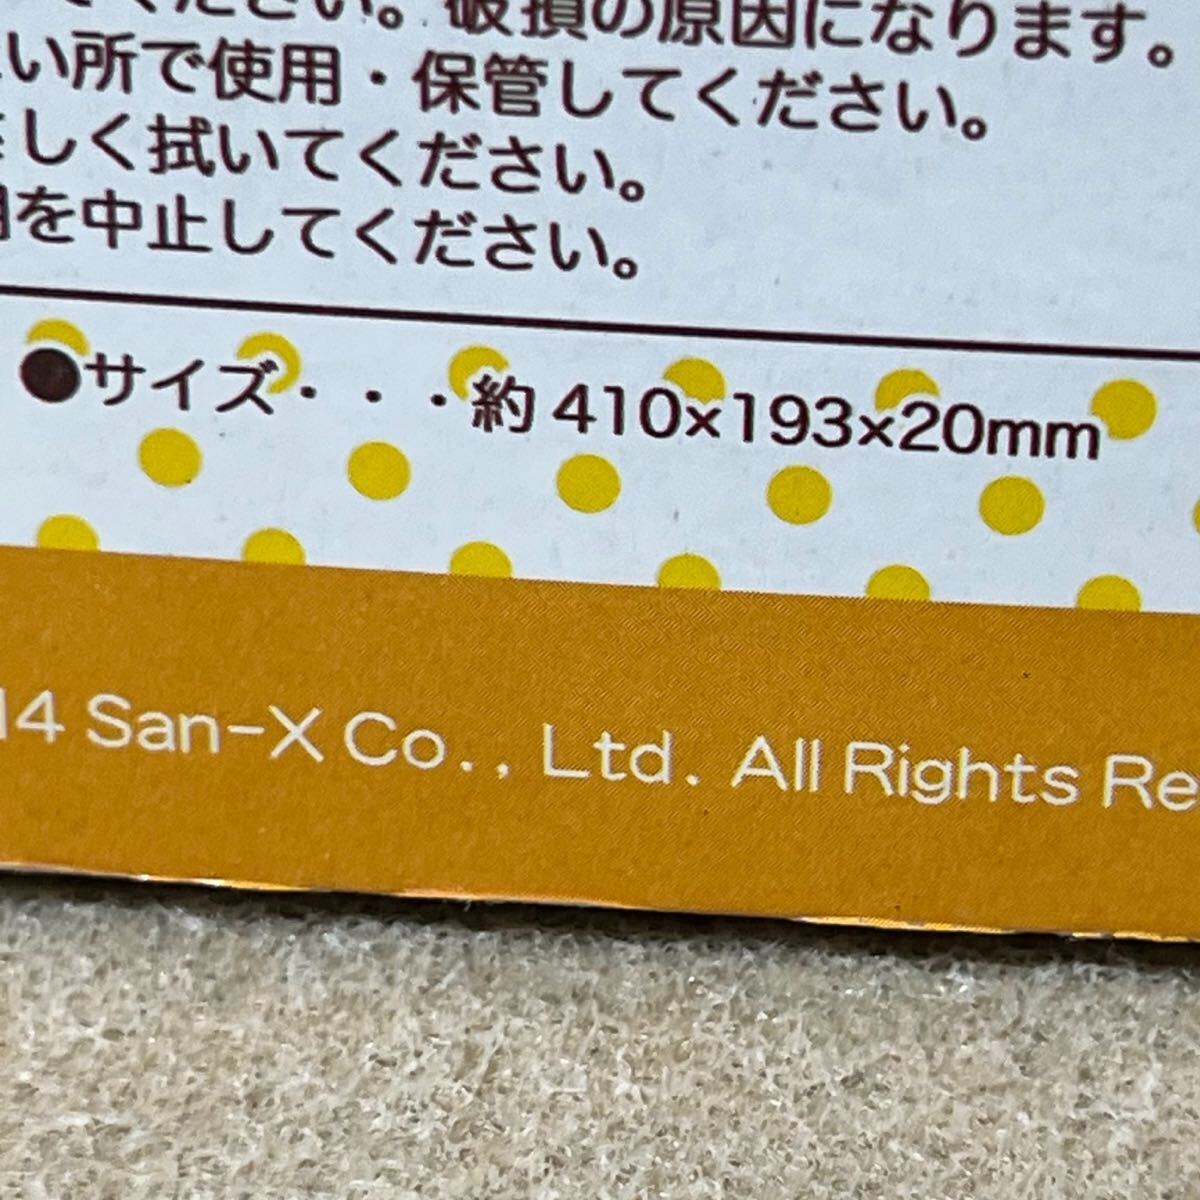 ください。破損の原因になります。
い所で使用・保管してください。
しく拭いてください。
を中止してください。
●サイズ・・・約 410×193×20mm
14 San-X Co., Ltd. All Rights Re